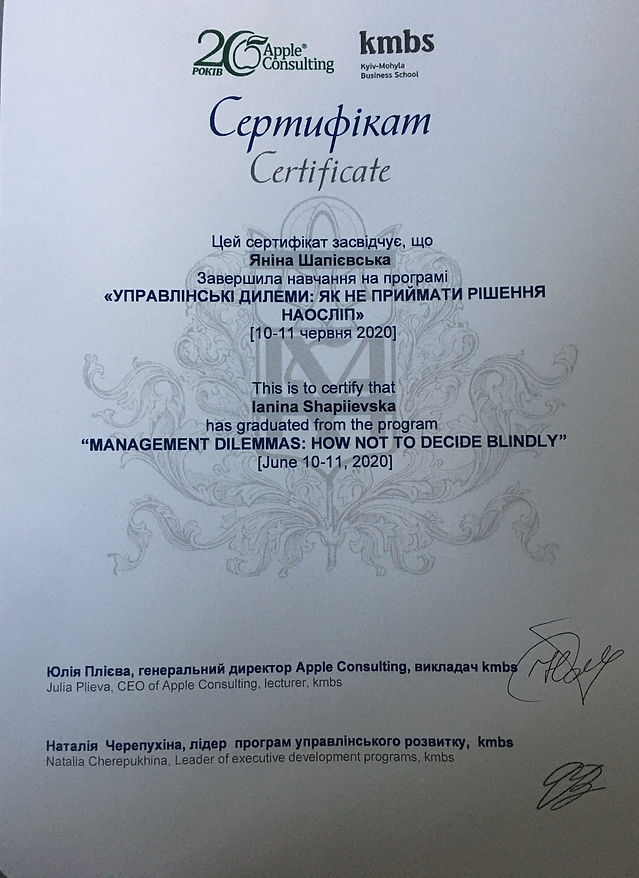 20 РОКІВ Apple® Consulting
kmbs
Kyiv-Mohyla
Business School
Сертифікат
Certificate
Цей сертифікат засвідчує, що
Яніна Шапієвська
Завершила навчання на програмі
«УПРАВЛІНСЬКІ ДИЛЕМИ: ЯК НЕ ПРИЙМАТИ РІШЕННЯ
НАОСЛІП»
[10-11 червня 2020]
This is to certify that
Ianina Shapiievska
has graduated from the program
“MANAGEMENT DILEMMAS: HOW NOT TO DECIDE BLINDLY”
[June 10-11, 2020]
Юлія Плієва, генеральний директор Apple Consulting, викладач kmbs
Julia Plieva, CEO of Apple Consulting, lecturer, kmbs
Наталія Черепухіна, лідер програм управлінського розвитку, kmbs
Natalia Cherepukhina, Leader of executive development programs, kmbs